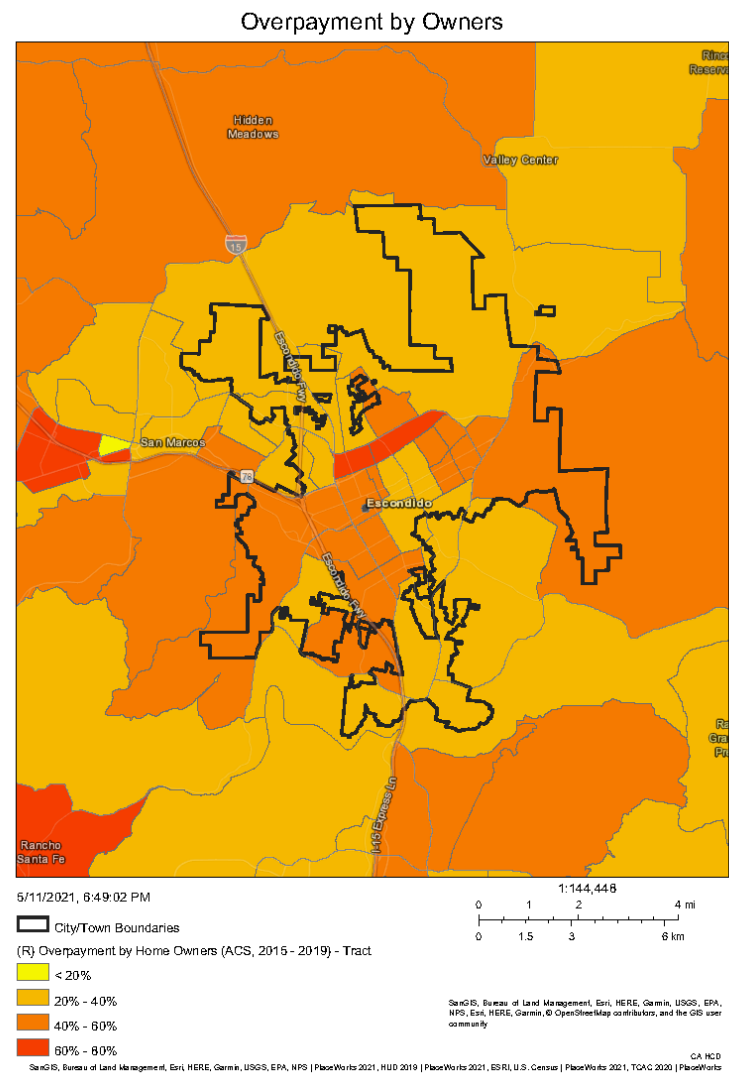 Overpayment by Owners
Rinco
Reserv
Hidden
Meadows
Valley Center
15
Escondido Fwy
San Marcos
78
Escondido
Escondido Fwy
Ra
Gra
Pr
I-15 Express Ln
Rancho
Santa Fe
5/11/2021, 6:49:02 PM
1:144,448
0 1 2 4 mi
0 1.5 3 6 km
City/Town Boundaries
(R) Overpayment by Home Owners (ACS, 2015 - 2019) - Tract
< 20%
20% - 40%
40% - 60%
60% - 80%
SanGIS, Bureau of Land Management, Esri, HERE, Garmin, USGS, EPA,
NPS, Esri, HERE, Garmin, © OpenStreetMap contributors, and the GIS user
community
CA HCD
SanGIS, Bureau of Land Management, Esri, HERE, Garmin, USGS, EPA, NPS | PlaceWorks 2021, HUD 2019 | PlaceWorks 2021, ESRI, U.S. Census | PlaceWorks 2021, TCAC 2020 | PlaceWorks